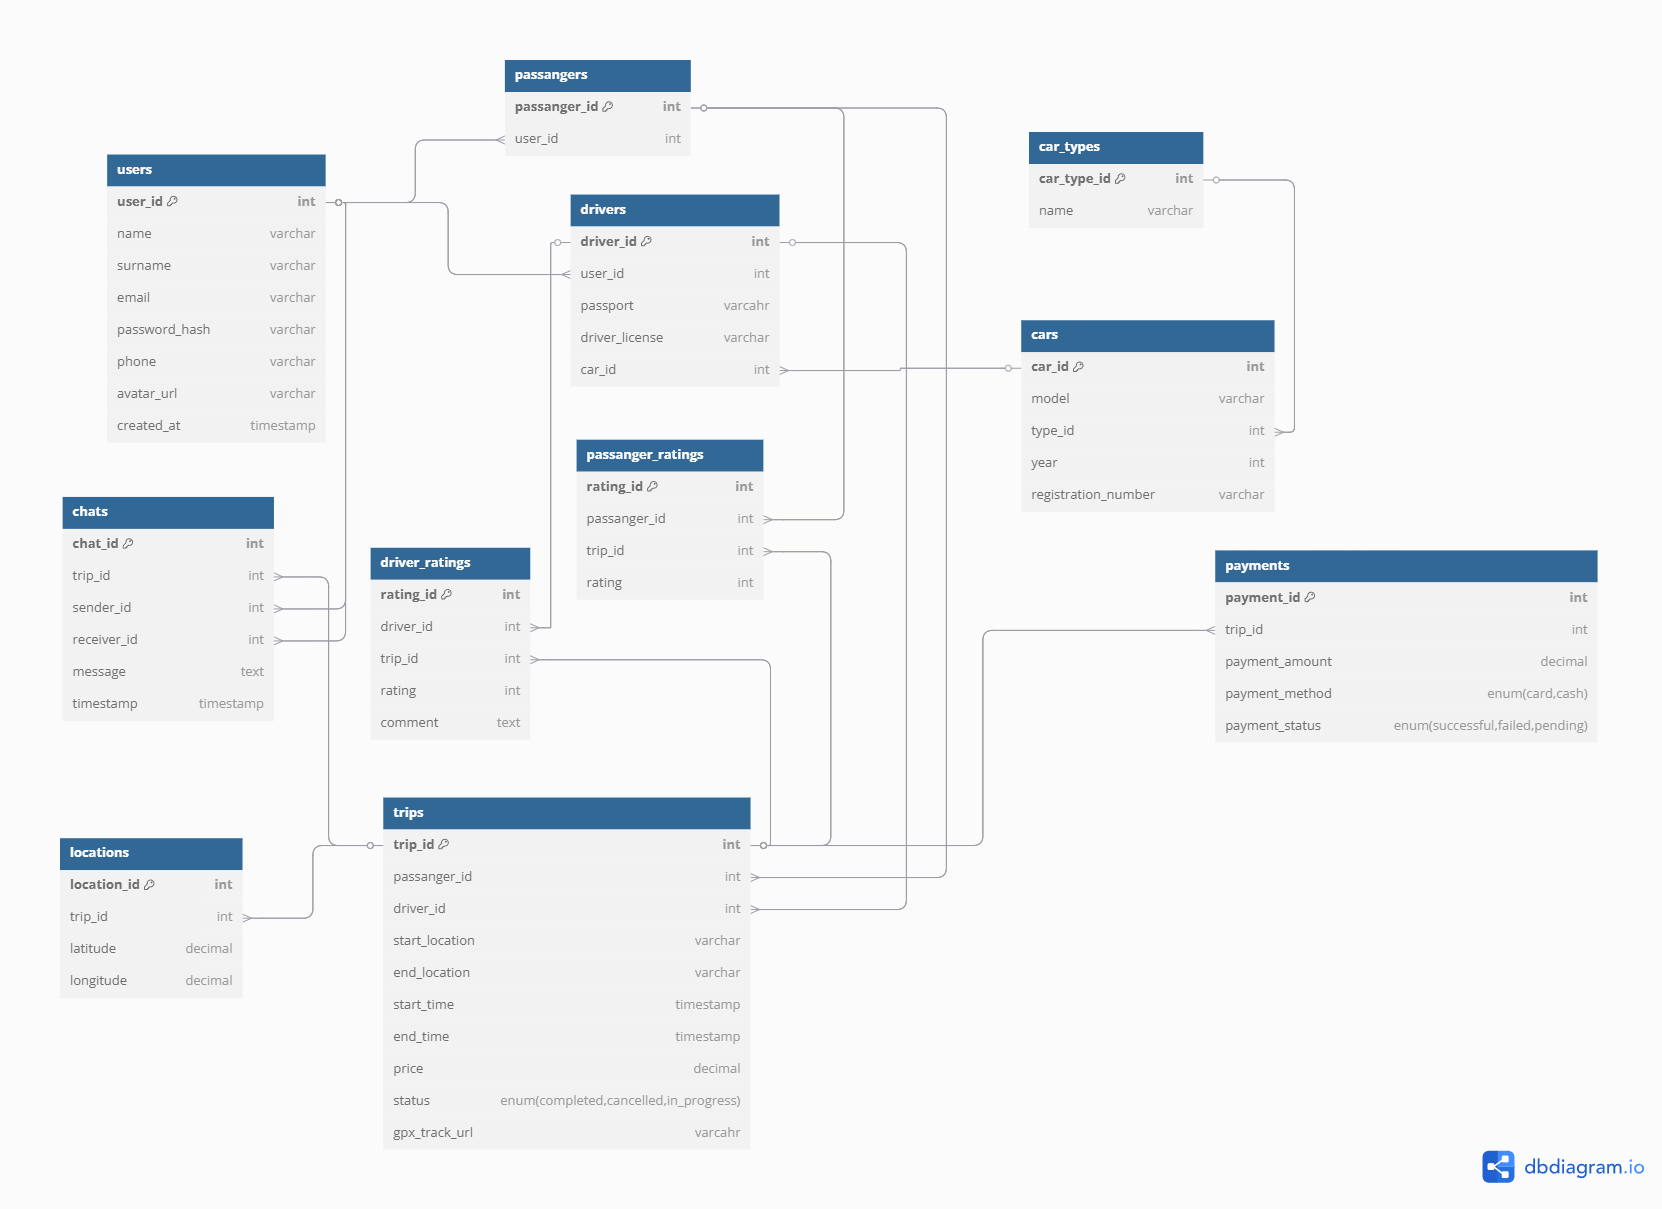 passangers
passanger_id int
user_id int
users
user_id int
name varchar
surname varchar
email varchar
password_hash varchar
phone varchar
avatar_url varchar
created_at timestamp
drivers
driver_id int
user_id int
passport varcahr
driver_license varchar
car_id int
car_types
car_type_id int
name varchar
cars
car_id int
model varchar
type_id int
year int
registration_number varchar
passanger_ratings
rating_id int
passanger_id int
trip_id int
rating int
chats
chat_id int
trip_id int
sender_id int
receiver_id int
message text
timestamp timestamp
driver_ratings
rating_id int
driver_id int
trip_id int
rating int
comment text
payments
payment_id int
trip_id int
payment_amount decimal
payment_method enum(card,cash)
payment_status enum(successful,failed,pending)
trips
trip_id int
passanger_id int
driver_id int
start_location varchar
end_location varchar
start_time timestamp
end_time timestamp
price decimal
status enum(completed,cancelled,in_progress)
gpx_track_url varcahr
locations
location_id int
trip_id int
latitude decimal
longitude decimal
dbdiagram.io